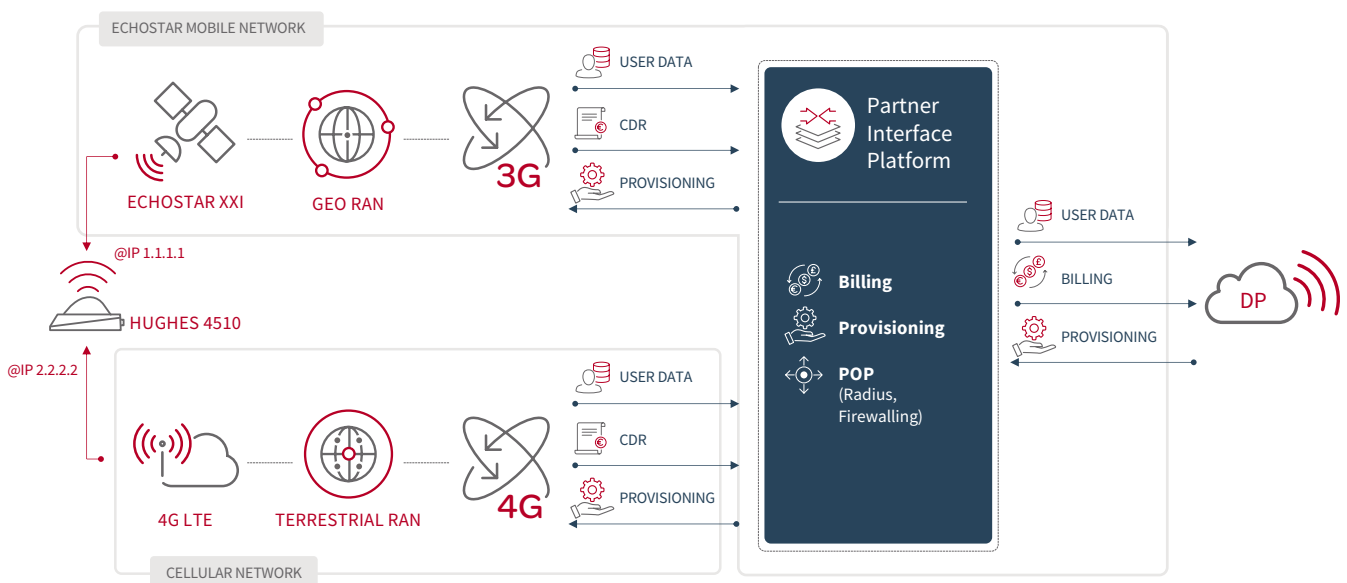 ECHOSTAR MOBILE NETWORK
USER DATA
CDR
PROVISIONING
3G
ECHOSTAR XXI
GEO RAN
@IP 1.1.1.1
HUGHES 4510
@IP 2.2.2.2
USER DATA
CDR
PROVISIONING
4G
4G LTE
TERRESTRIAL RAN
CELLULAR NETWORK
Partner
Interface
Platform
Billing
Provisioning
POP
(Radius,
Firewalling)
USER DATA
BILLING
PROVISIONING
DP